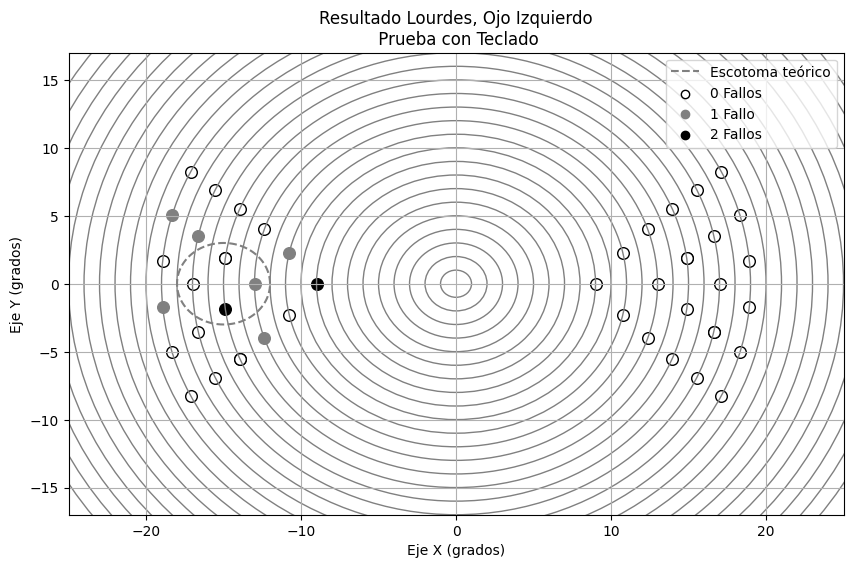 Resultado Lourdes, Ojo Izquierdo
Prueba con Teclado
Escotoma teórico
0 Fallos
1 Fallo
2 Fallos
Eje Y (grados)
15
10
5
0
−5
−10
−15
−20
−10
0
10
20
Eje X (grados)